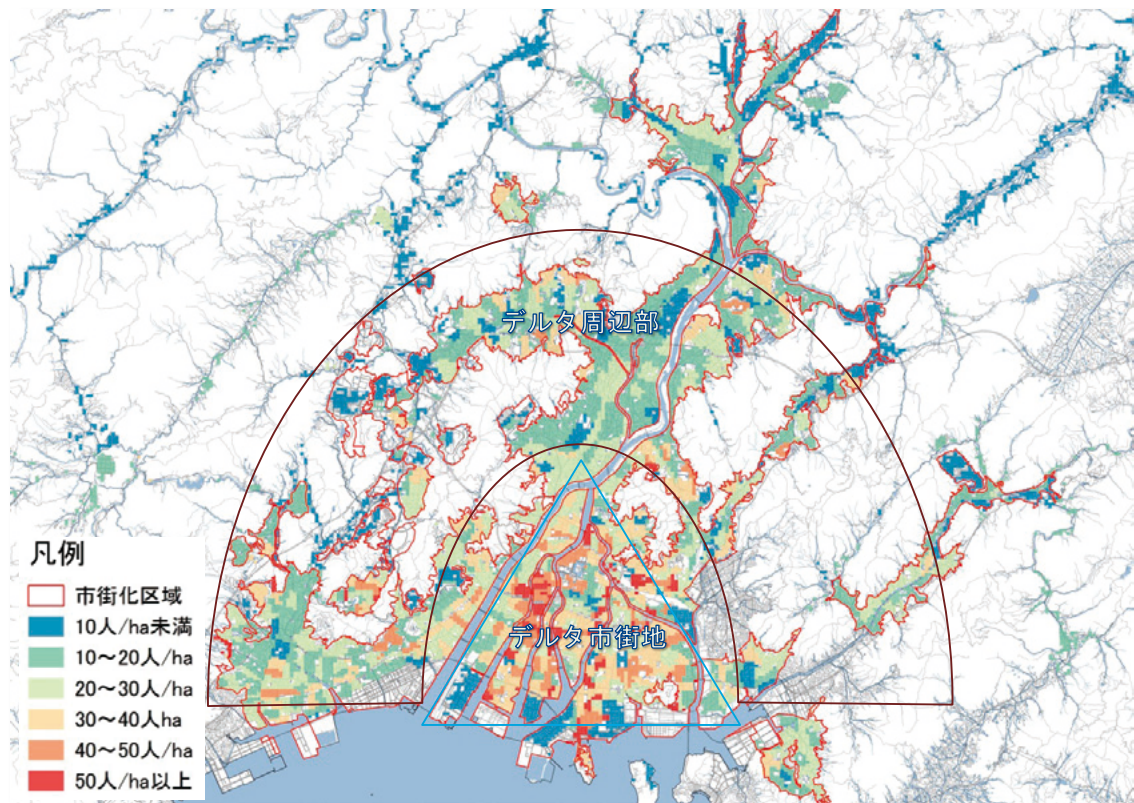 デルタ周辺部
デルタ市街地
凡例
市街化区域
10人/ha未満
10～20人/ha
20～30人/ha
30～40人ha
40～50人/ha
50人/ha以上